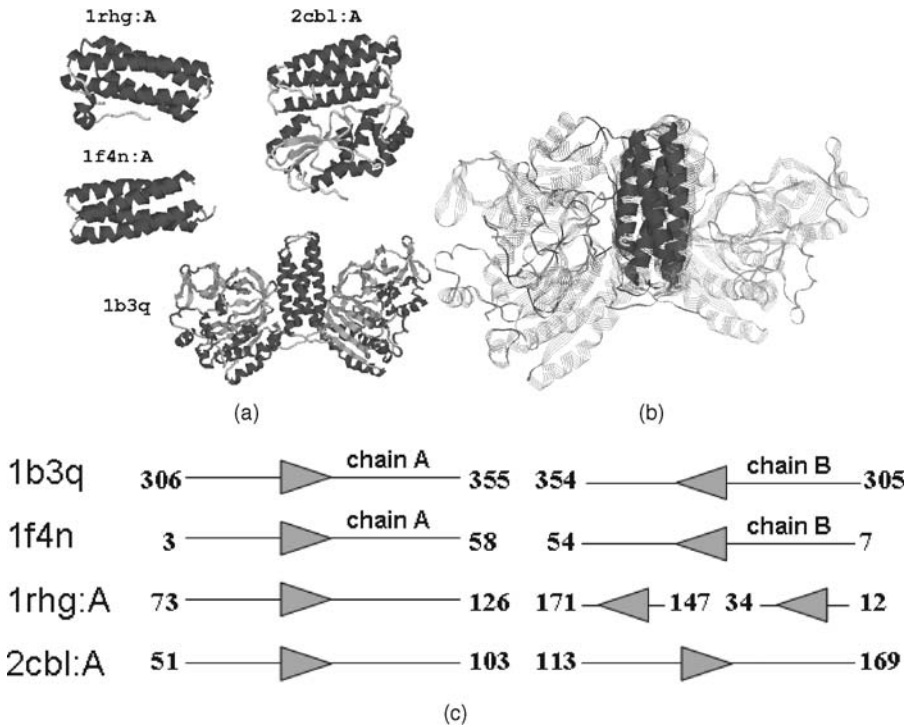 1rhg:A
2cbl:A
1f4n:A
1b3q
(a)
(b)
1b3q 306 chain A 355 354 chain B 305
1f4n 3 chain A 58 54 chain B 7
1rhg:A 73 126 171 147 34 12
2cbl:A 51 103 113 169
(c)